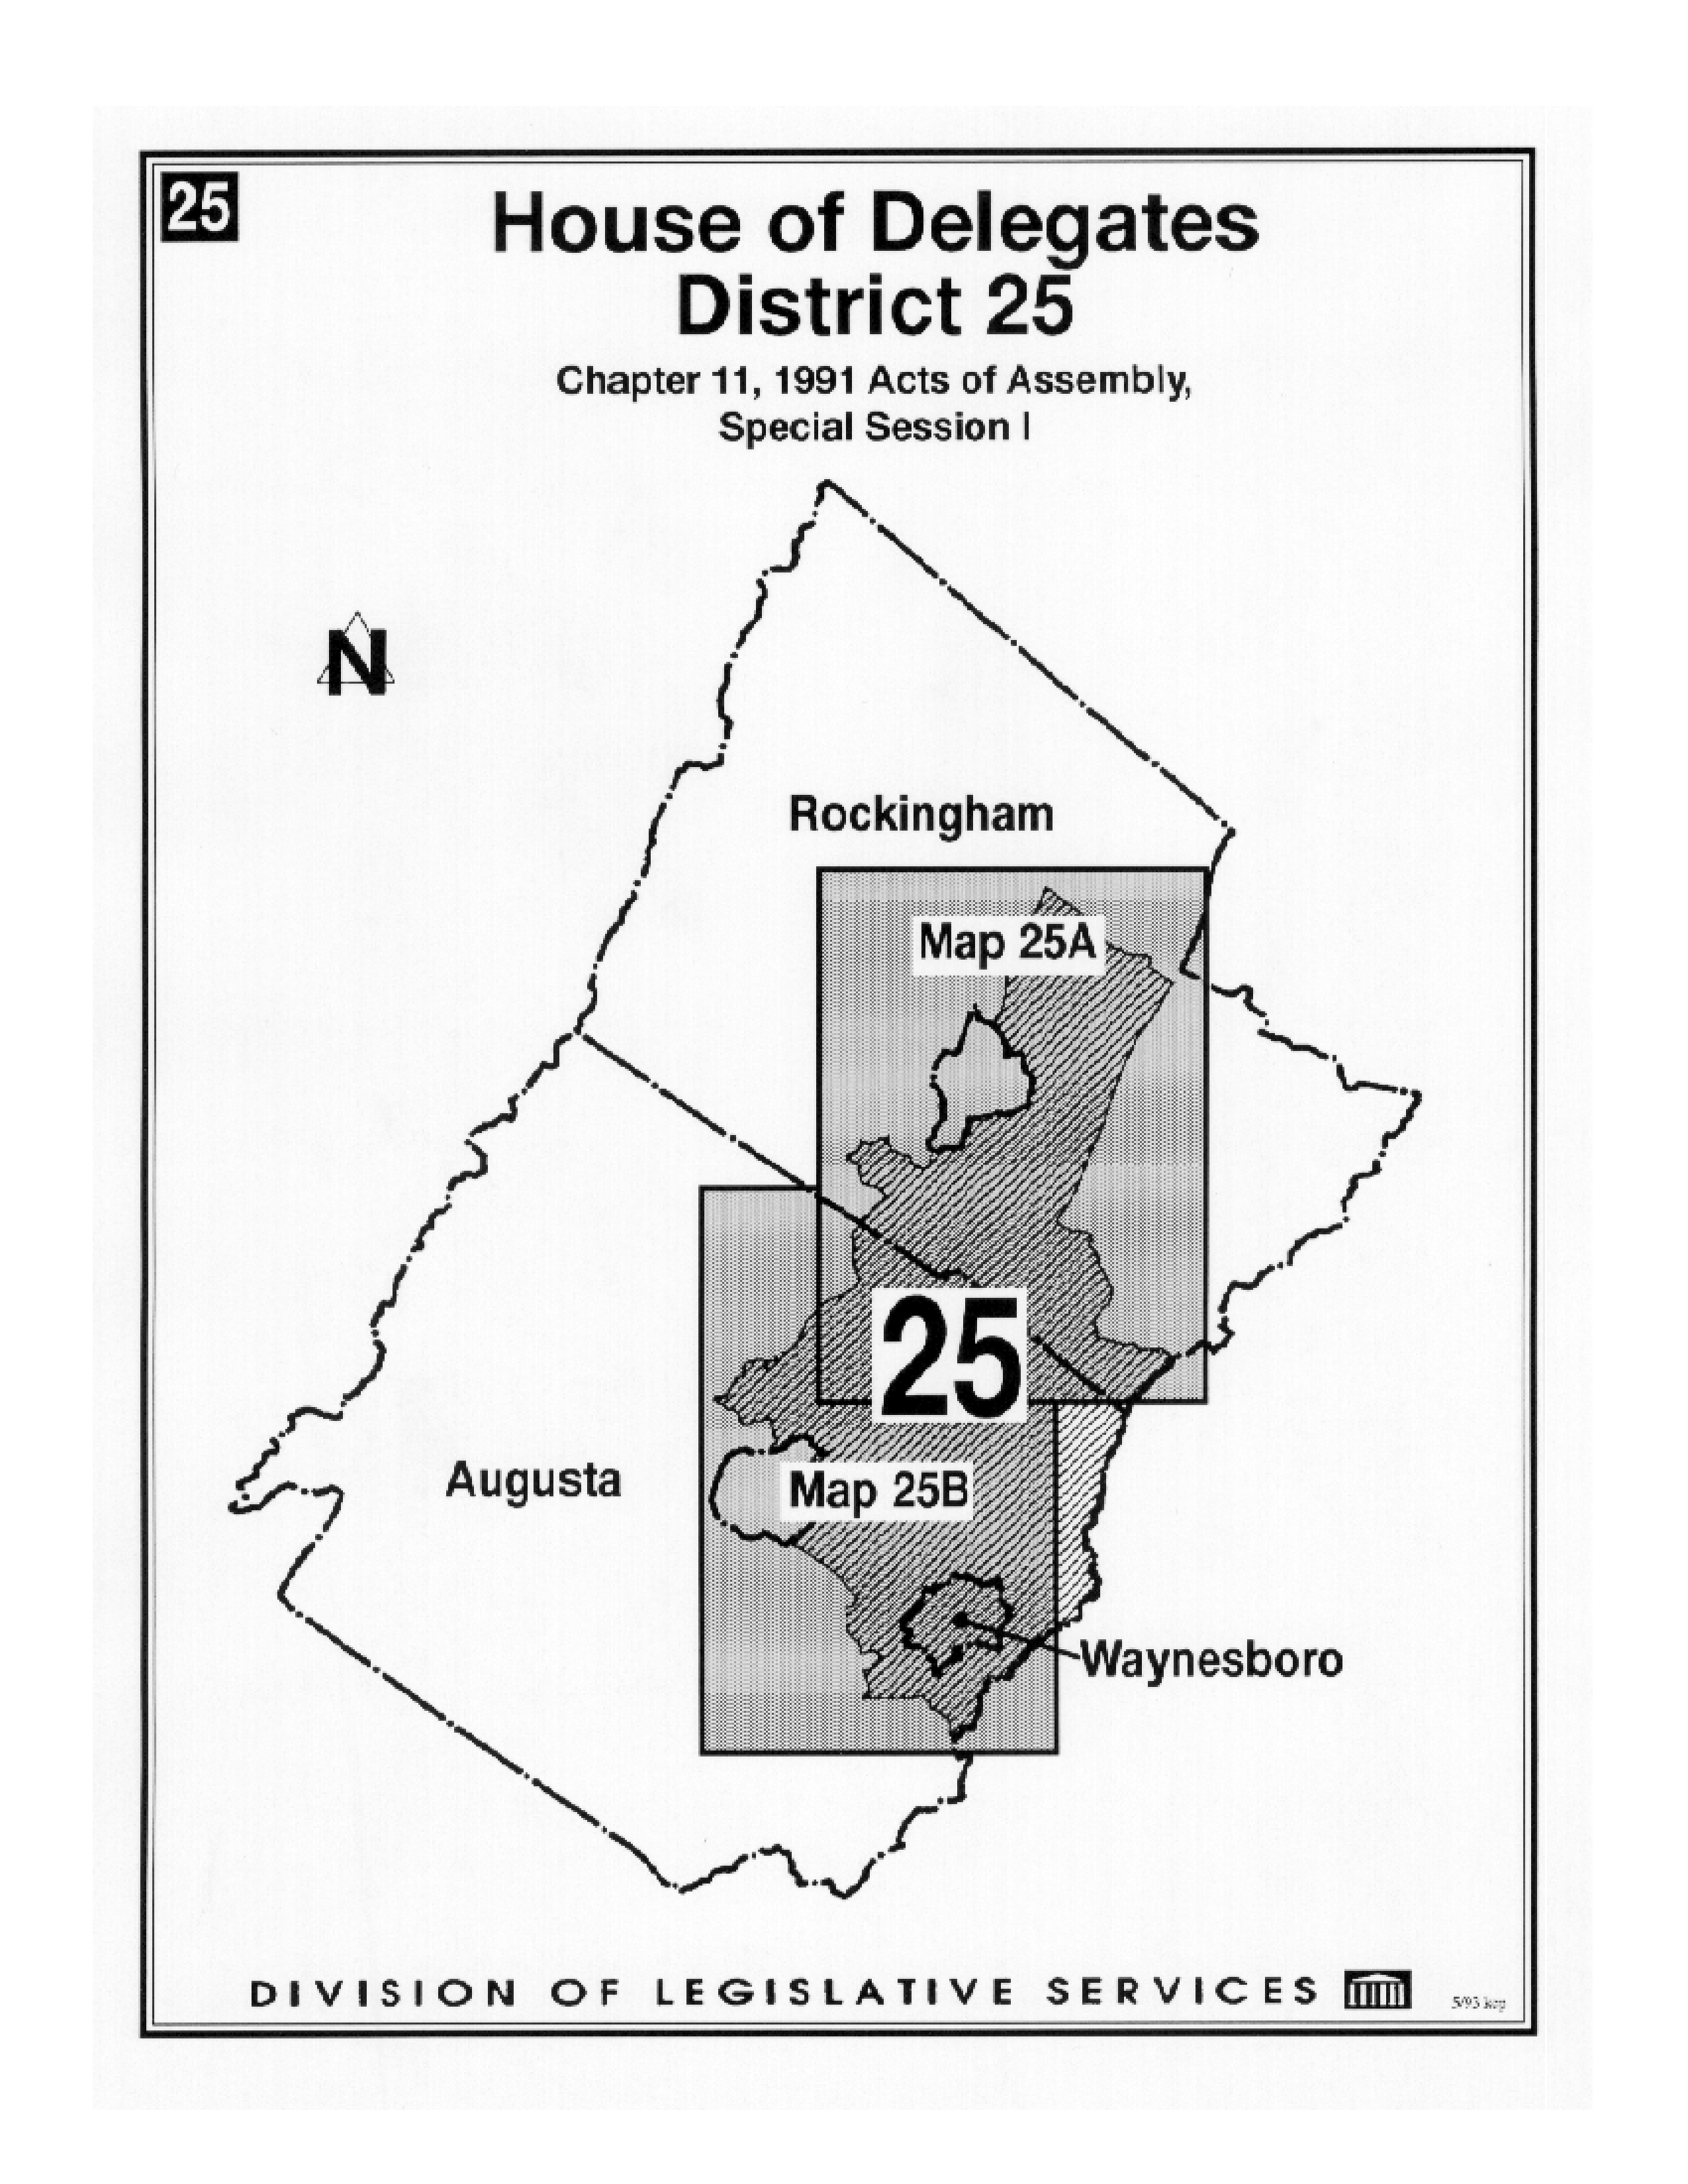 25
House of Delegates
District 25
Chapter 11, 1991 Acts of Assembly,
Special Session I
N
Rockingham
Map 25A
25
Augusta
Map 25B
Waynesboro
DIVISION OF LEGISLATIVE SERVICES
5/93